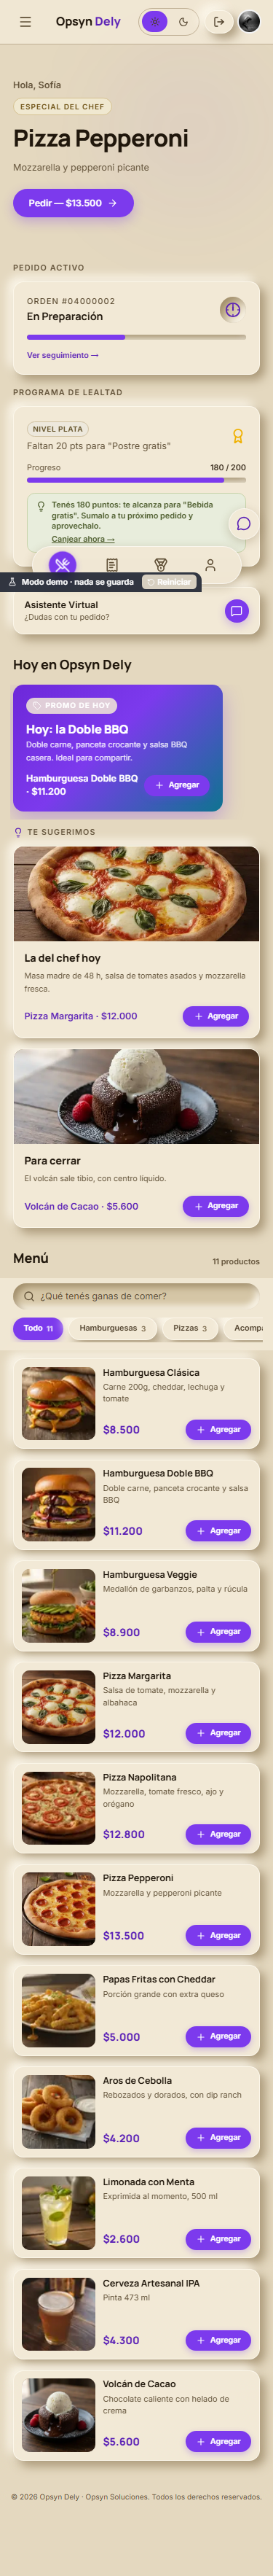 Opsyn Dely
Hola, Sofía
ESPECIAL DEL CHEF
Pizza Pepperoni
Mozzarella y pepperoni picante
Pedir — $13.500 →
PEDIDO ACTIVO
ORDEN #04000002
En Preparación
Ver seguimiento →
PROGRAMA DE LEALTAD
NIVEL PLATA
Faltan 20 pts para "Postre gratis"
Progreso 180 / 200
Tenés 180 puntos: te alcanza para "Bebida
gratis". Sumalo a tu próximo pedido y
aprovechalo.
Canjear ahora →
Modo demo · nada se guarda Reiniciar
Asistente Virtual
¿Dudas con tu pedido?
Hoy en Opsyn Dely
PROMO DE HOY
Hoy: la Doble BBQ
Doble carne, panceta crocante y salsa BBQ
casera. Ideal para compartir.
Hamburguesa Doble BBQ
· $11.200
Agregar
TE SUGERIMOS
La del chef hoy
Masa madre de 48 h, salsa de tomates asados y mozzarella
fresca.
Pizza Margarita · $12.000 Agregar
Para cerrar
El volcán sale tibio, con centro líquido.
Volcán de Cacao · $5.600 Agregar
Menú 11 productos
¿Qué tenés ganas de comer?
Todo 11 Hamburguesas 3 Pizzas 3 Acompa
Hamburguesa Clásica
Carne 200g, cheddar, lechuga y
tomate
$8.500 Agregar
Hamburguesa Doble BBQ
Doble carne, panceta crocante y salsa
BBQ
$11.200 Agregar
Hamburguesa Veggie
Medallón de garbanzos, palta y rúcula
$8.900 Agregar
Pizza Margarita
Salsa de tomate, mozzarella y
albahaca
$12.000 Agregar
Pizza Napolitana
Mozzarella, tomate fresco, ajo y
orégano
$12.800 Agregar
Pizza Pepperoni
Mozzarella y pepperoni picante
$13.500 Agregar
Papas Fritas con Cheddar
Porción grande con extra queso
$5.000 Agregar
Aros de Cebolla
Rebozados y dorados, con dip ranch
$4.200 Agregar
Limonada con Menta
Exprimida al momento, 500 ml
$2.600 Agregar
Cerveza Artesanal IPA
Pinta 473 ml
$4.300 Agregar
Volcán de Cacao
Chocolate caliente con helado de
crema
$5.600 Agregar
© 2026 Opsyn Dely · Opsyn Soluciones. Todos los derechos reservados.